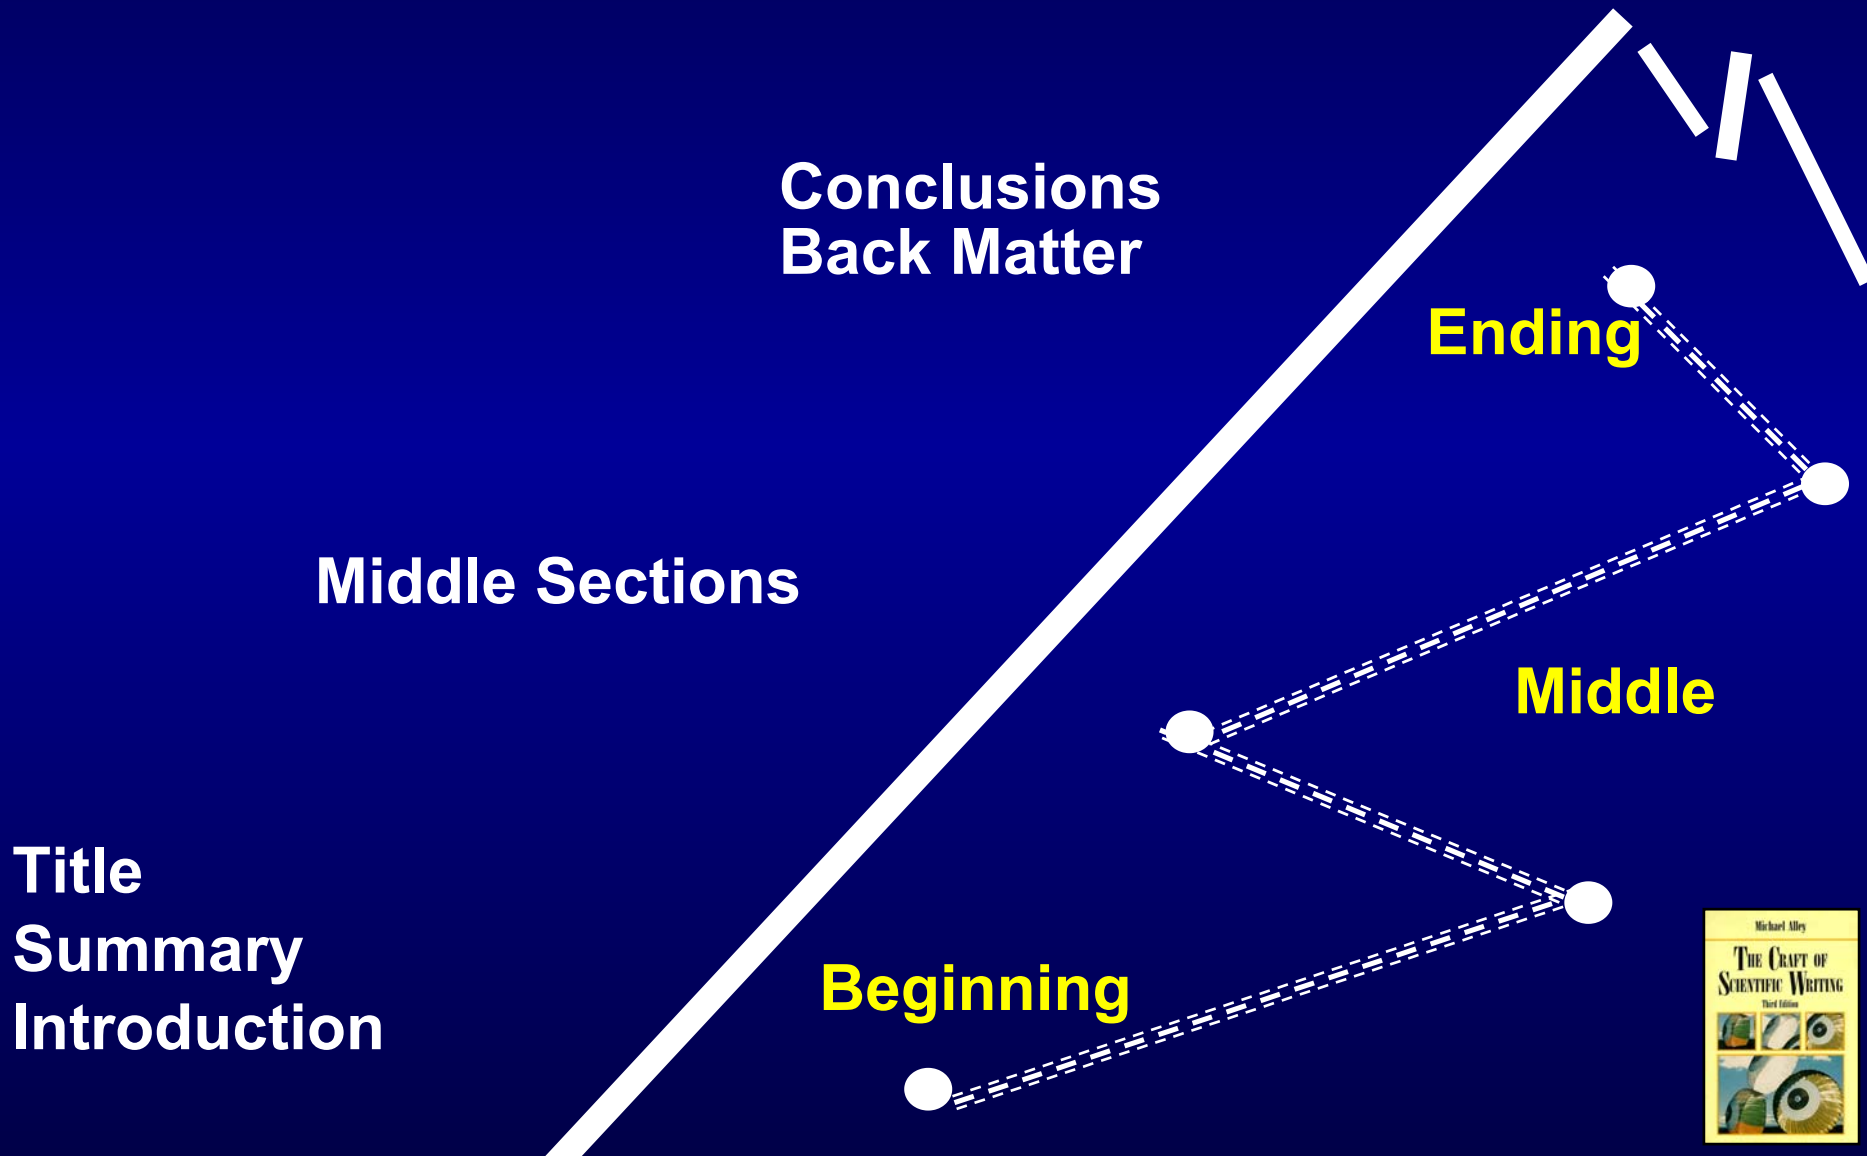 Conclusions
Back Matter
Ending
Middle Sections
Middle
Title
Summary
Introduction
Beginning
Michael Alley
THE CRAFT OF
SCIENTIFIC WRITING
Third Edition